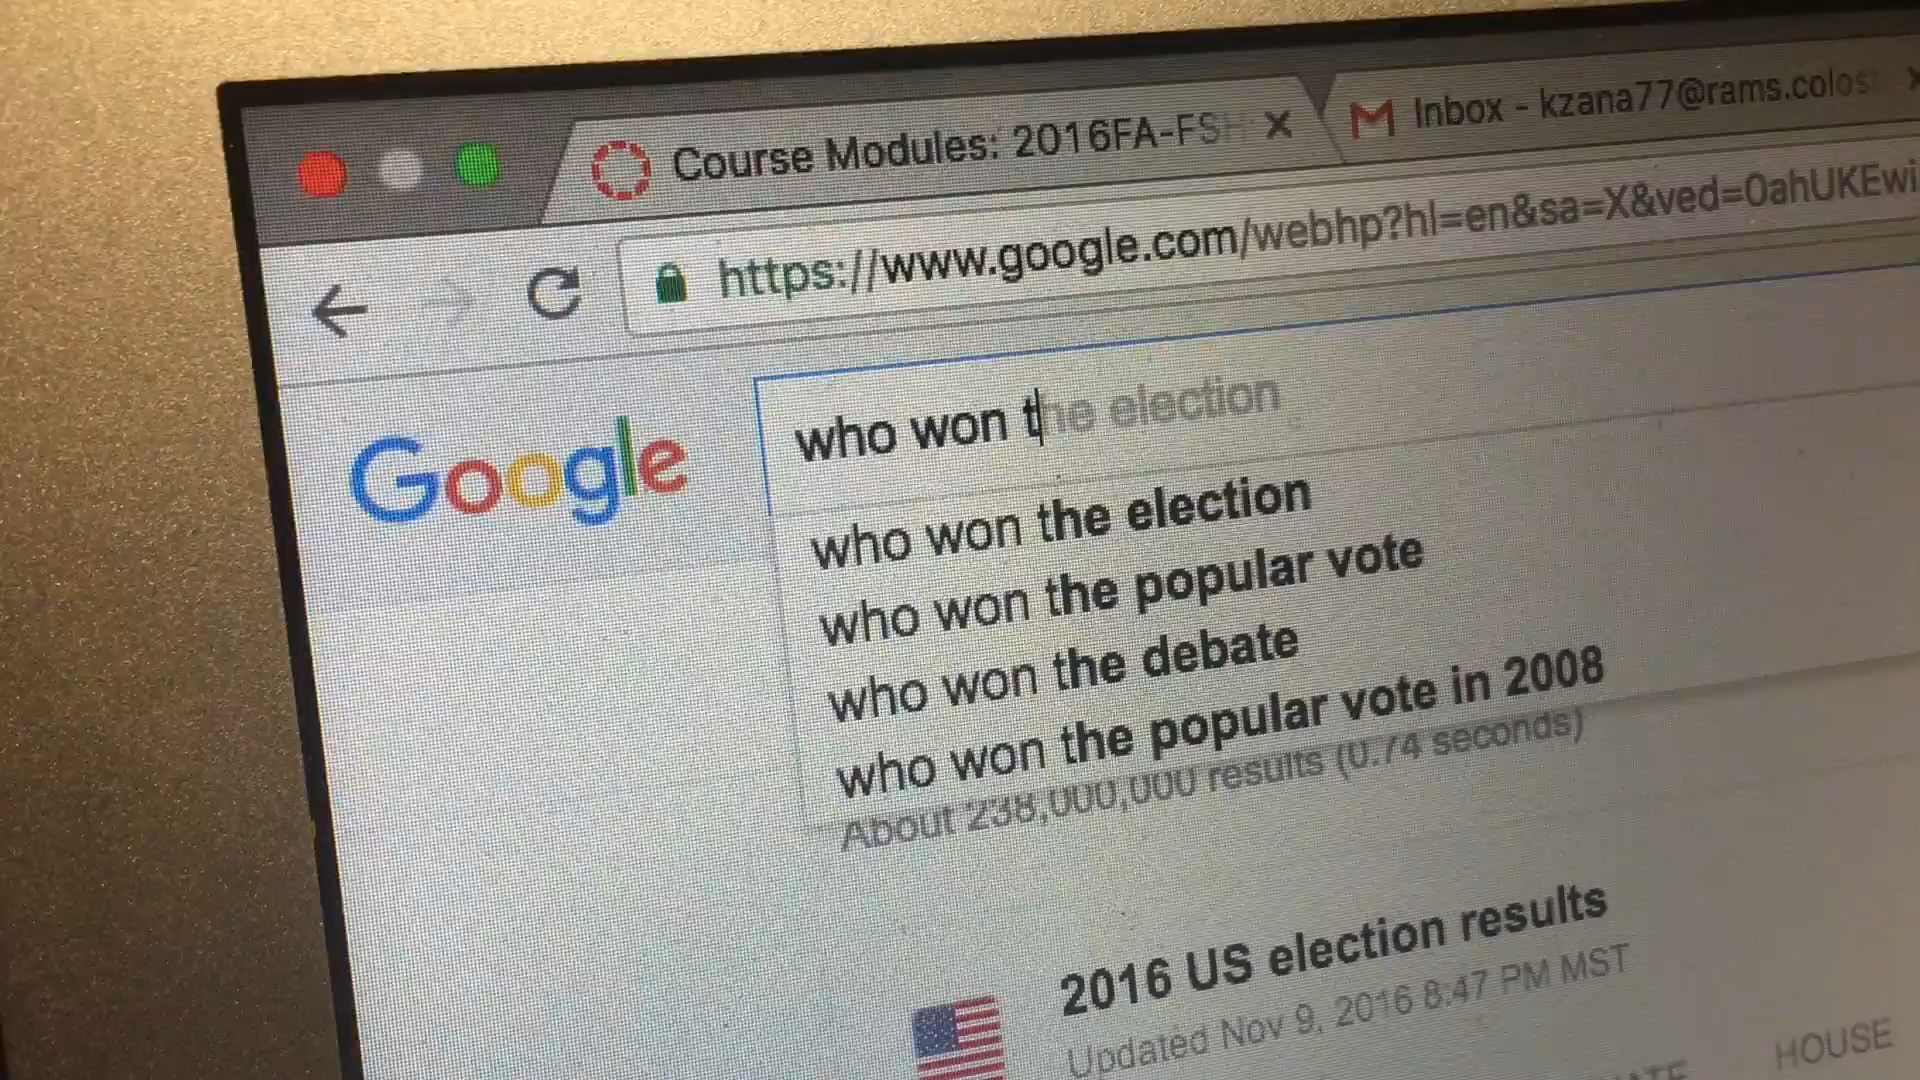 Course Modules: 2016FA-FSH
Inbox - kzana77@rams.colos
https://www.google.com/webhp?hl=en&sa=X&ved=0ahUKEwi
Google
who won the election
who won the election
who won the popular vote
who won the debate
who won the popular vote in 2008
About 238,000,000 results (0.74 seconds)
2016 US election results
Updated Nov 9, 2016 8:47 PM MST
HOUSE